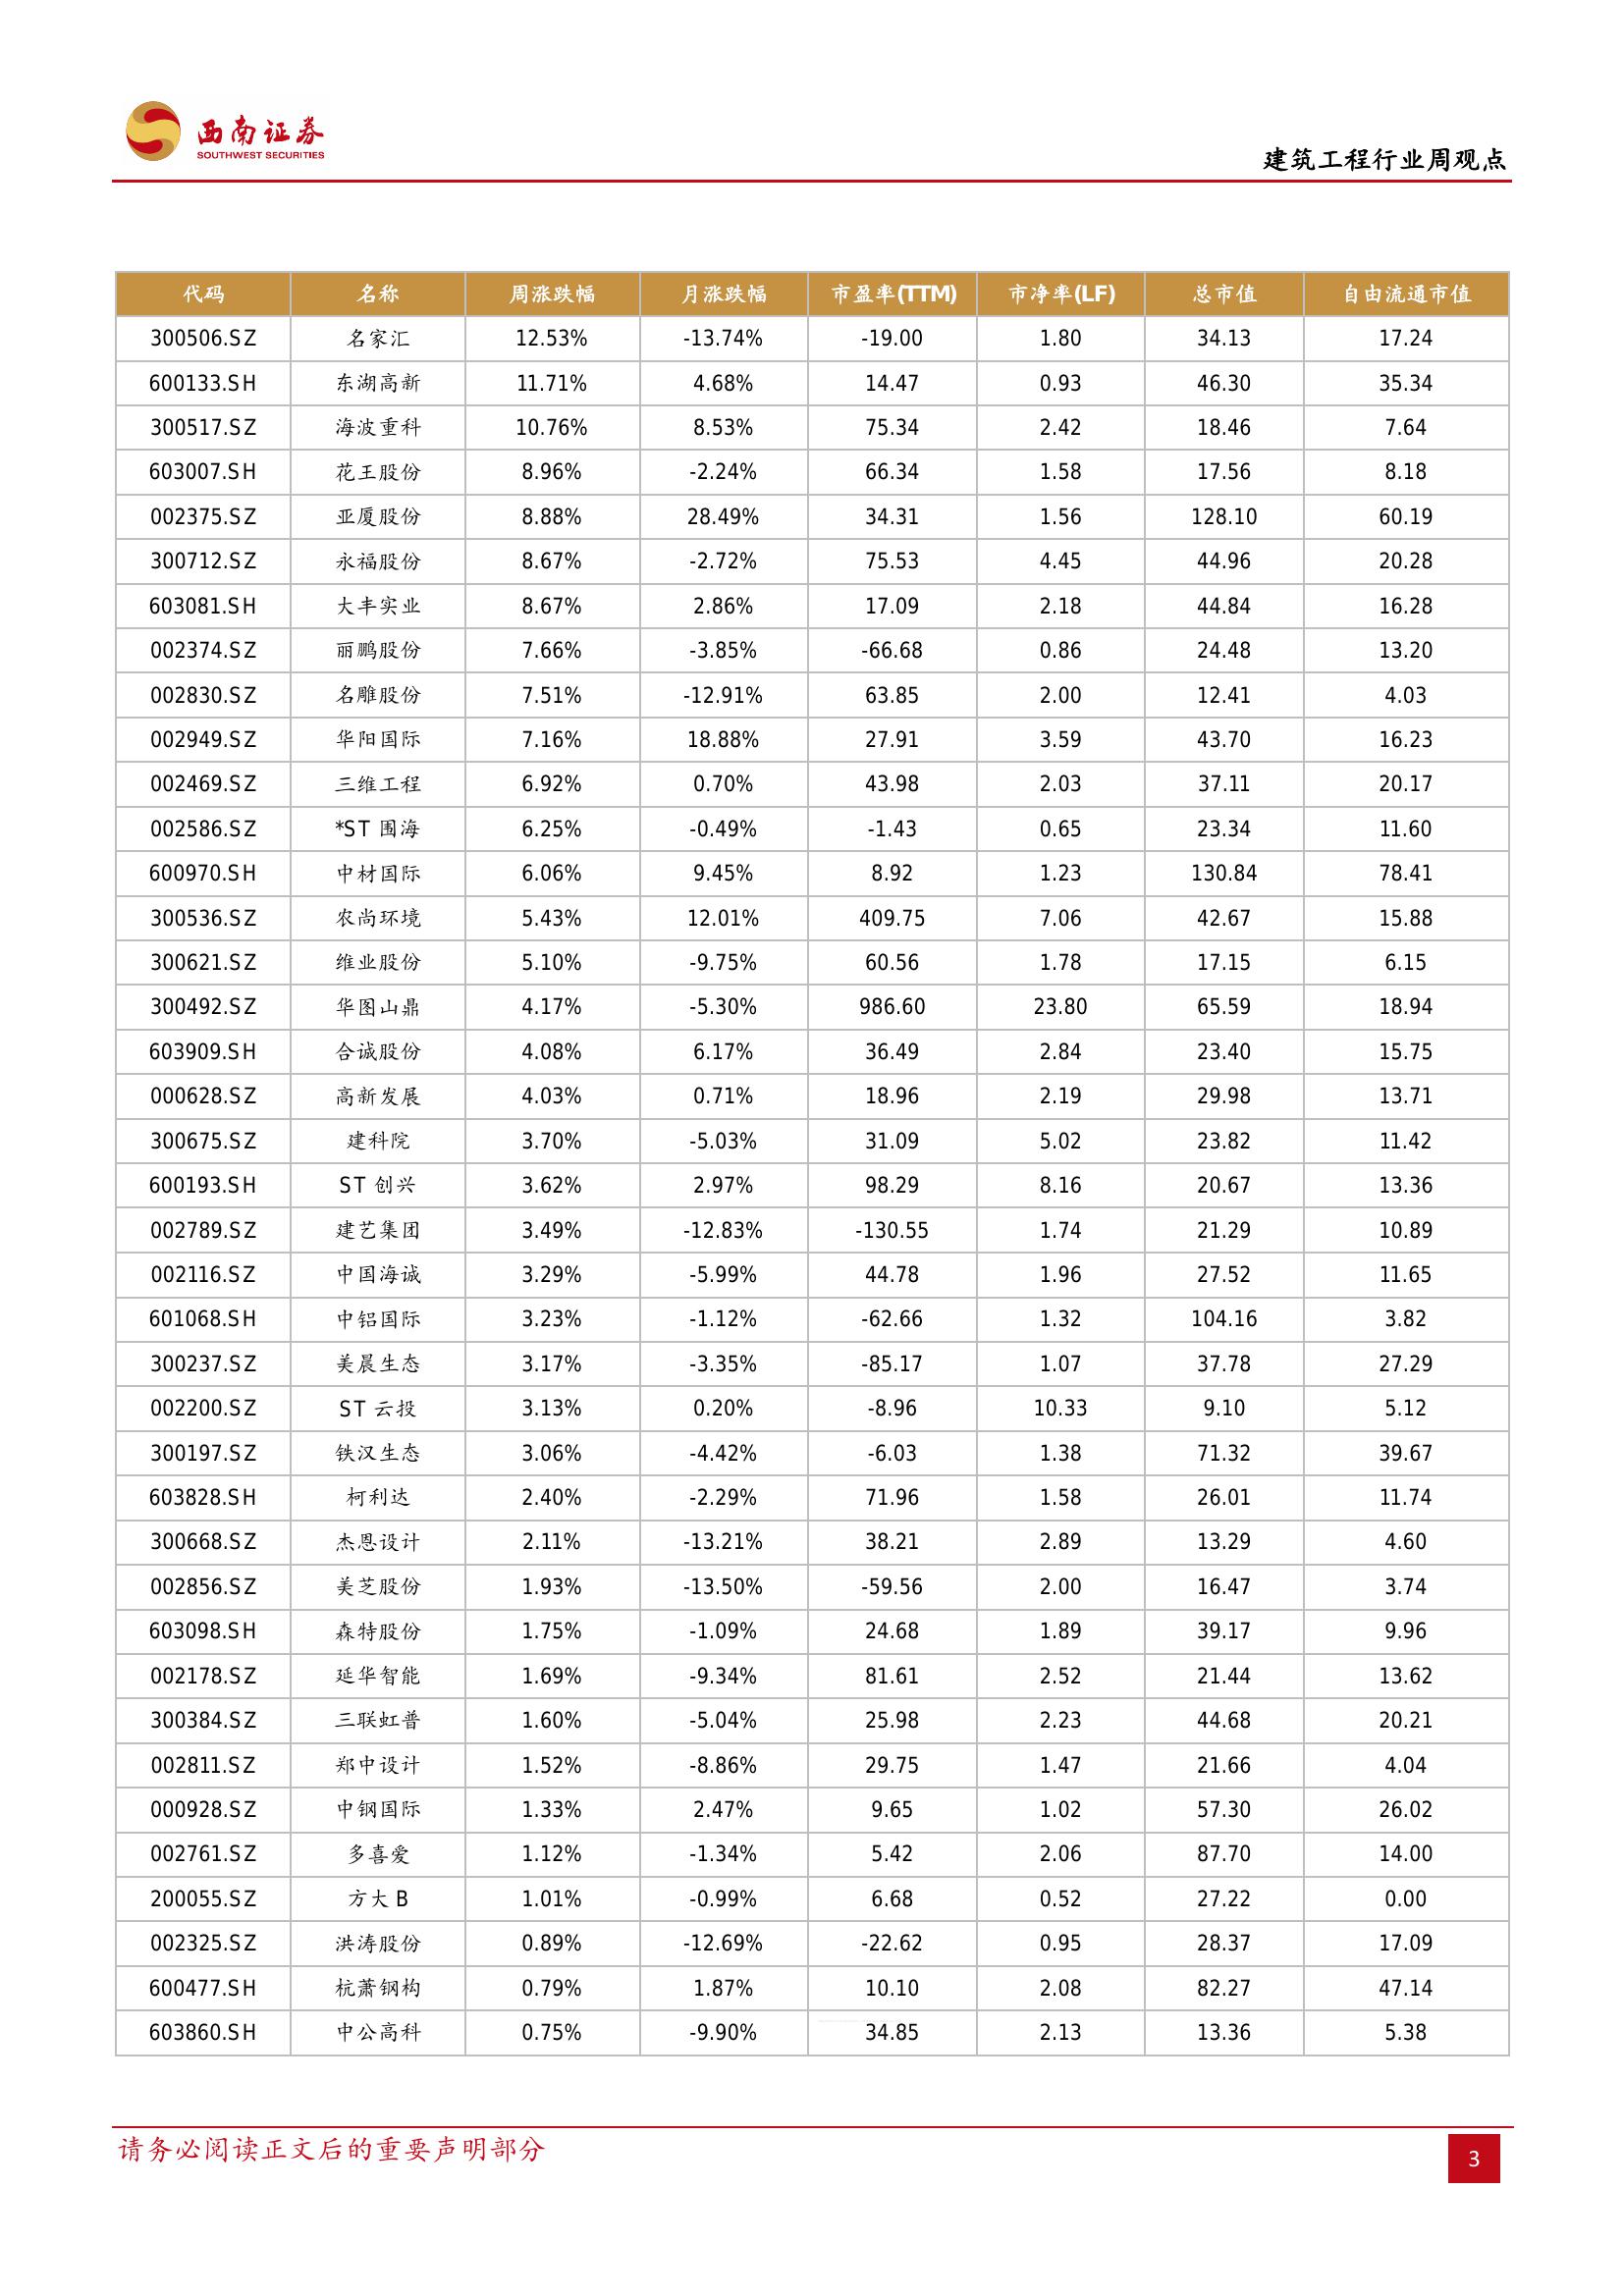 西南证券
SOUTHWEST SECURITIES
建筑工程行业周观点
代码 名称 周涨跌幅 月涨跌幅 市盈率(TTM) 市净率(LF) 总市值 自由流通市值
300506.SZ 名家汇 12.53% -13.74% -19.00 1.80 34.13 17.24
600133.SH 东湖高新 11.71% 4.68% 14.47 0.93 46.30 35.34
300517.SZ 海波重科 10.76% 8.53% 75.34 2.42 18.46 7.64
603007.SH 花王股份 8.96% -2.24% 66.34 1.58 17.56 8.18
002375.SZ 亚厦股份 8.88% 28.49% 34.31 1.56 128.10 60.19
300712.SZ 永福股份 8.67% -2.72% 75.53 4.45 44.96 20.28
603081.SH 大丰实业 8.67% 2.86% 17.09 2.18 44.84 16.28
002374.SZ 丽鹏股份 7.66% -3.85% -66.68 0.86 24.48 13.20
002830.SZ 名雕股份 7.51% -12.91% 63.85 2.00 12.41 4.03
002949.SZ 华阳国际 7.16% 18.88% 27.91 3.59 43.70 16.23
002469.SZ 三维工程 6.92% 0.70% 43.98 2.03 37.11 20.17
002586.SZ *ST 围海 6.25% -0.49% -1.43 0.65 23.34 11.60
600970.SH 中材国际 6.06% 9.45% 8.92 1.23 130.84 78.41
300536.SZ 农尚环境 5.43% 12.01% 409.75 7.06 42.67 15.88
300621.SZ 维业股份 5.10% -9.75% 60.56 1.78 17.15 6.15
300492.SZ 华图山鼎 4.17% -5.30% 986.60 23.80 65.59 18.94
603909.SH 合诚股份 4.08% 6.17% 36.49 2.84 23.40 15.75
000628.SZ 高新发展 4.03% 0.71% 18.96 2.19 29.98 13.71
300675.SZ 建科院 3.70% -5.03% 31.09 5.02 23.82 11.42
600193.SH ST 创兴 3.62% 2.97% 98.29 8.16 20.67 13.36
002789.SZ 建艺集团 3.49% -12.83% -130.55 1.74 21.29 10.89
002116.SZ 中国海诚 3.29% -5.99% 44.78 1.96 27.52 11.65
601068.SH 中铝国际 3.23% -1.12% -62.66 1.32 104.16 3.82
300237.SZ 美晨生态 3.17% -3.35% -85.17 1.07 37.78 27.29
002200.SZ ST 云投 3.13% 0.20% -8.96 10.33 9.10 5.12
300197.SZ 铁汉生态 3.06% -4.42% -6.03 1.38 71.32 39.67
603828.SH 柯利达 2.40% -2.29% 71.96 1.58 26.01 11.74
300668.SZ 杰恩设计 2.11% -13.21% 38.21 2.89 13.29 4.60
002856.SZ 美芝股份 1.93% -13.50% -59.56 2.00 16.47 3.74
603098.SH 森特股份 1.75% -1.09% 24.68 1.89 39.17 9.96
002178.SZ 延华智能 1.69% -9.34% 81.61 2.52 21.44 13.62
300384.SZ 三联虹普 1.60% -5.04% 25.98 2.23 44.68 20.21
002811.SZ 郑中设计 1.52% -8.86% 29.75 1.47 21.66 4.04
000928.SZ 中钢国际 1.33% 2.47% 9.65 1.02 57.30 26.02
002761.SZ 多喜爱 1.12% -1.34% 5.42 2.06 87.70 14.00
200055.SZ 方大 B 1.01% -0.99% 6.68 0.52 27.22 0.00
002325.SZ 洪涛股份 0.89% -12.69% -22.62 0.95 28.37 17.09
600477.SH 杭萧钢构 0.79% 1.87% 10.10 2.08 82.27 47.14
603860.SH 中公高科 0.75% -9.90% 34.85 2.13 13.36 5.38
请务必阅读正文后的重要声明部分
3